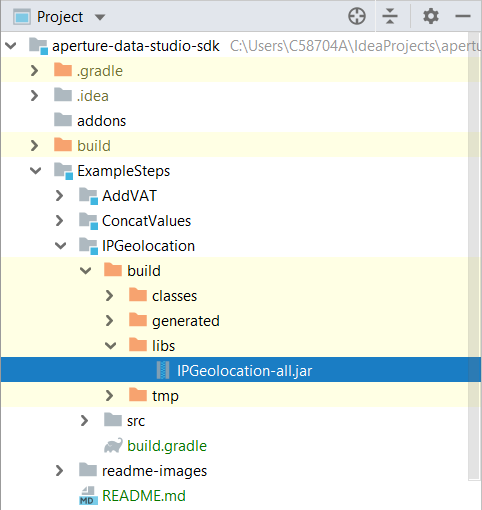 Project
aperture-data-studio-sdk C:\Users\C58704A\IdeaProjects\apertu
.gradle
.idea
addons
build
ExampleSteps
AddVAT
ConcatValues
IPGeolocation
build
classes
generated
libs
IPGeolocation-all.jar
tmp
src
build.gradle
readme-images
MD README.md